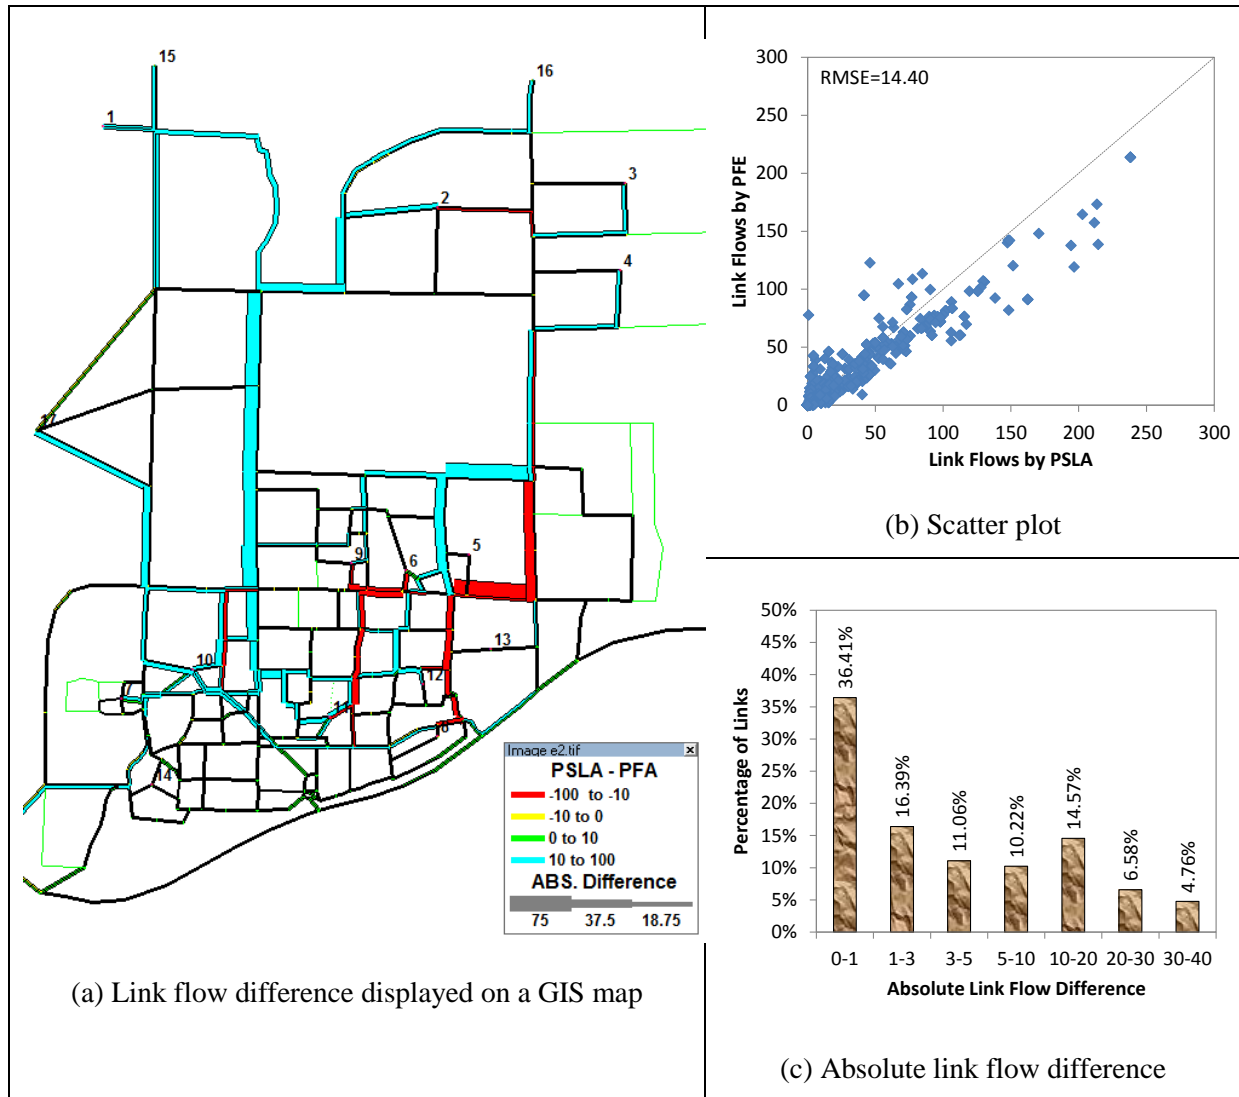 15
16
1
3
2
4
17
9
6
5
13
10
12
7
11
8
14
Image e2.tif
PSLA - PFA
-100 to -10
-10 to 0
0 to 10
10 to 100
ABS. Difference
75 37.5 18.75
(a) Link flow difference displayed on a GIS map
RMSE=14.40
Link Flows by PFE
300
250
200
150
100
50
0
0 50 100 150 200 250 300
Link Flows by PSLA
(b) Scatter plot
Percentage of Links
50%
45%
40%
35%
30%
25%
20%
15%
10%
5%
0%
36.41%
16.39%
11.06%
10.22%
14.57%
6.58%
4.76%
0-1 1-3 3-5 5-10 10-20 20-30 30-40
Absolute Link Flow Difference
(c) Absolute link flow difference